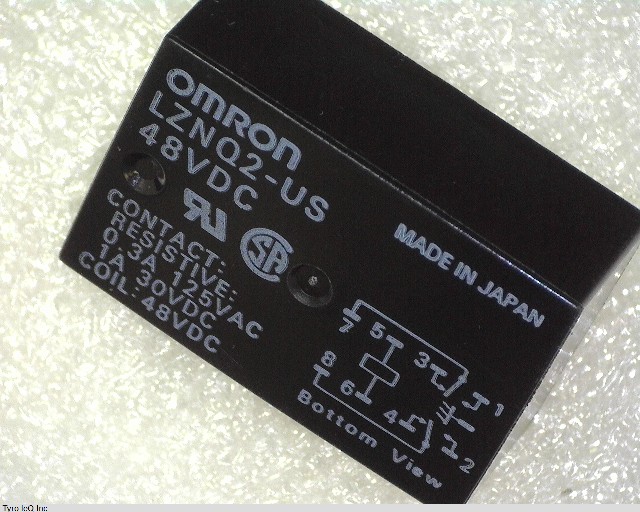 OMRON
LZNQ2-US
48VDC
CONTACT:
RESISTIVE:
0.3A 125VAC
1A 30VDC
COIL: 48VDC
MADE IN JAPAN
7 5 3 1
8 6 4 2
Bottom View
Tyro IcQ Inc